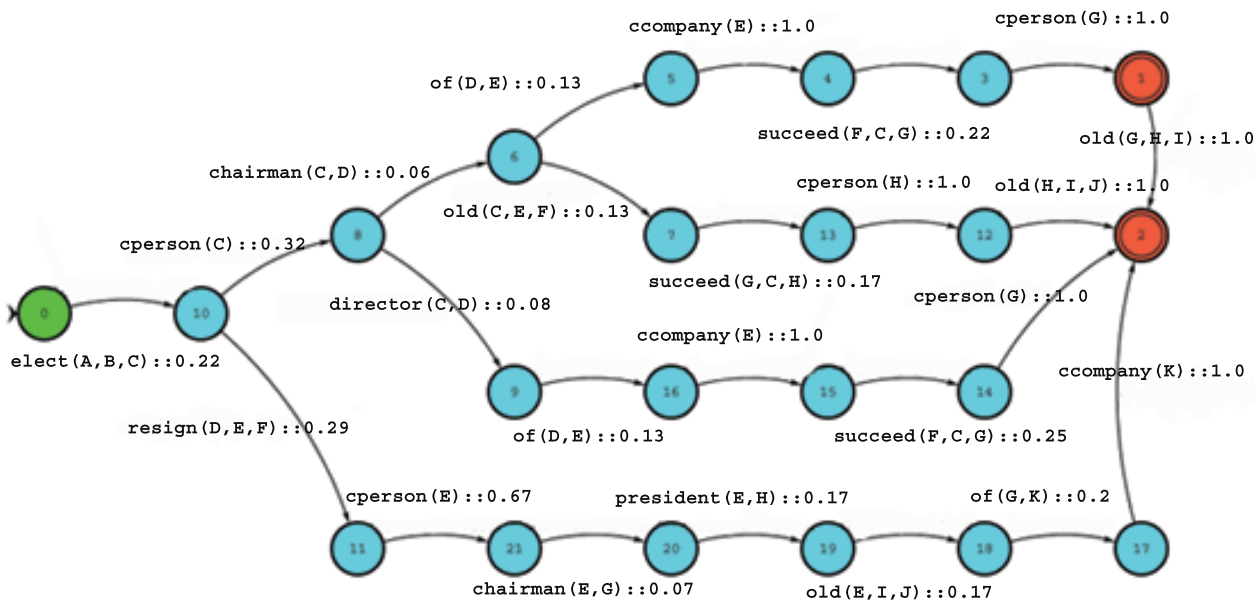 cperson(G)::1.0
ccompany(E)::1.0
of(D,E)::0.13
5
4
3
1
succeed(F,C,G)::0.22
old(G,H,I)::1.0
6
chairman(C,D)::0.06
cperson(H)::1.0
old(H,I,J)::1.0
old(C,E,F)::0.13
cperson(C)::0.32
8
7
13
12
2
succeed(G,C,H)::0.17
director(C,D)::0.08
cperson(G)::1.0
0
10
ccompany(E)::1.0
elect(A,B,C)::0.22
ccompany(K)::1.0
9
16
15
14
resign(D,E,F)::0.29
of(D,E)::0.13
succeed(F,C,G)::0.25
cperson(E)::0.67
president(E,H)::0.17
of(G,K)::0.2
11
21
20
19
18
17
chairman(E,G)::0.07
old(E,I,J)::0.17